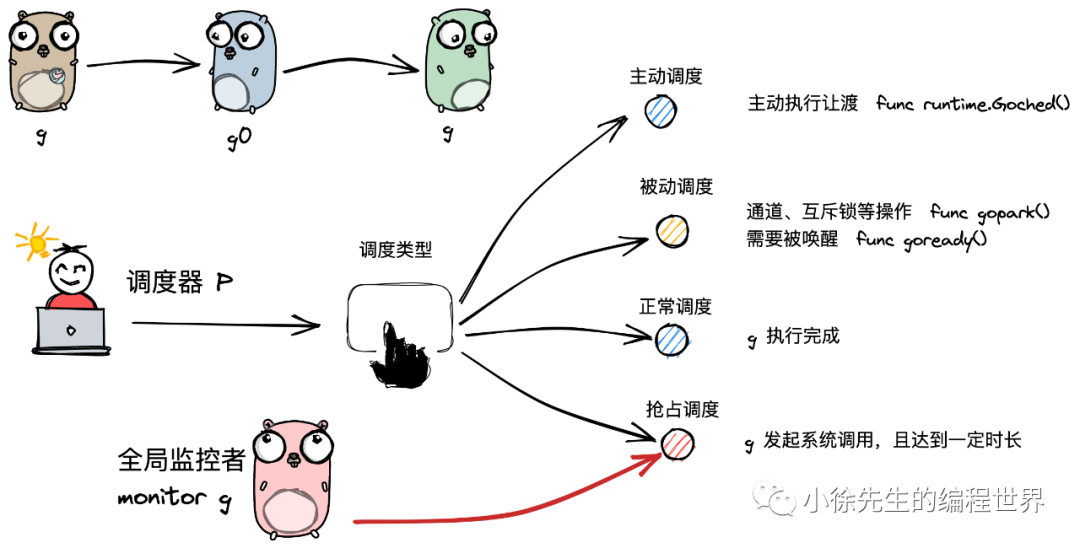 g
g0
g
主动调度
主动执行让渡 func runtime.Goched()
被动调度
通道、互斥锁等操作 func gopark()
需要被唤醒 func goready()
调度类型
调度器 P
正常调度
g 执行完成
抢占调度
g 发起系统调用，且达到一定时长
全局监控者
monitor g
小徐先生的编程世界